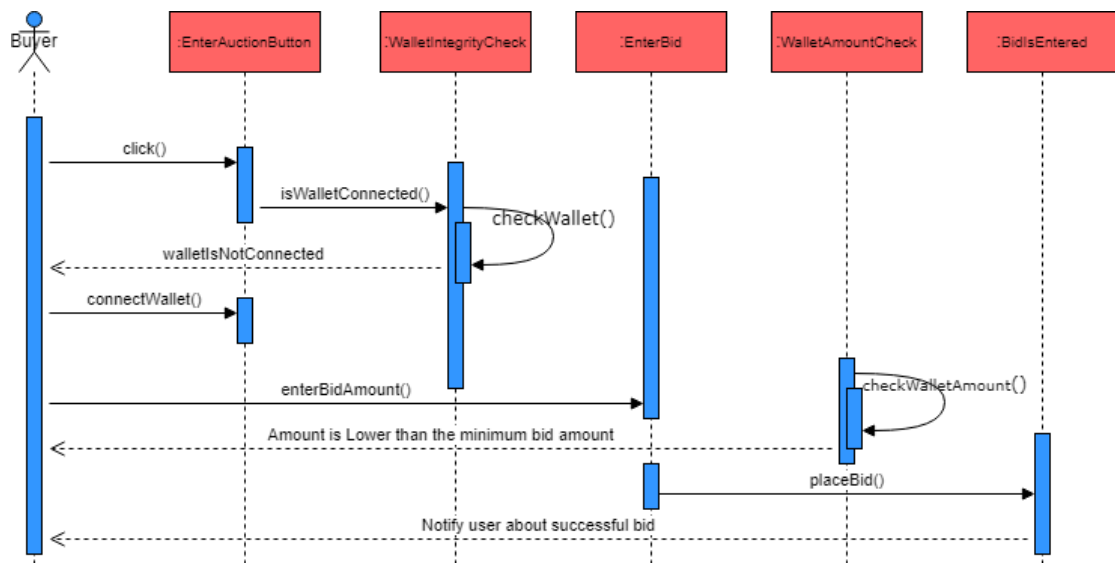 Buyer
:EnterAuctionButton
:WalletIntegrityCheck
:EnterBid
:WalletAmountCheck
:BidIsEntered
click()
isWalletConnected()
checkWallet()
walletIsNotConnected
connectWallet()
checkWalletAmount()
enterBidAmount()
Amount is Lower than the minimum bid amount
placeBid()
Notify user about successful bid